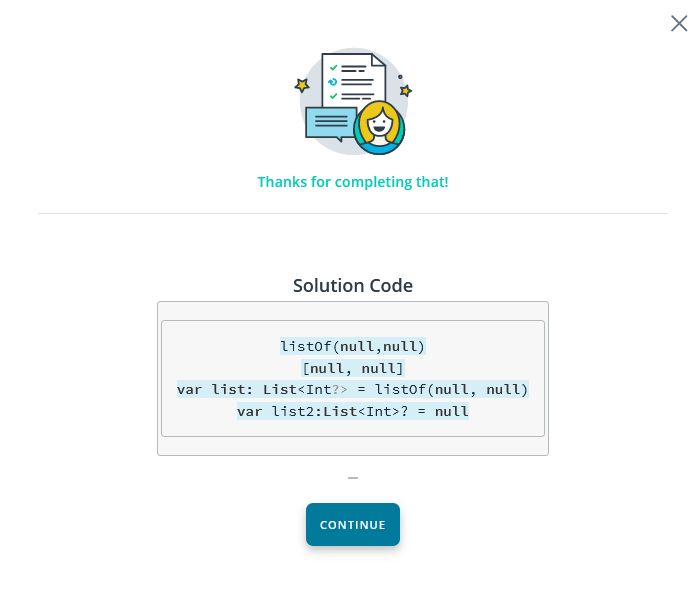 Thanks for completing that!
Solution Code
listOf(null,null)
[null, null]
var list: List<Int?> = listOf(null, null)
var list2:List<Int>? = null
CONTINUE